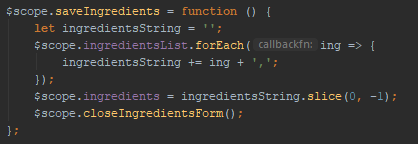 $scope.saveIngredients = function () {
let ingredientsString = '';
$scope.ingredientsList.forEach( callbackfn: ing => {
ingredientsString += ing + ',';
});
$scope.ingredients = ingredientsString.slice(0, -1);
$scope.closeIngredientsForm();
};